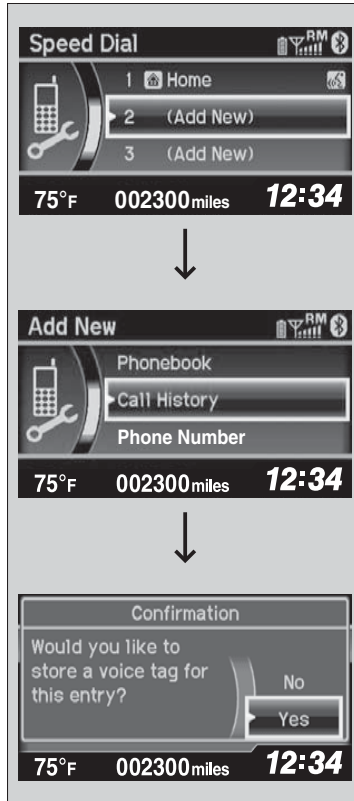 Speed Dial RM
1 Home
2 (Add New)
3 (Add New)
75°F 002300 miles 12:34
Add New RM
Phonebook
Call History
Phone Number
75°F 002300 miles 12:34
Confirmation
Would you like to
store a voice tag for
this entry?
No
Yes
75°F 002300 miles 12:34